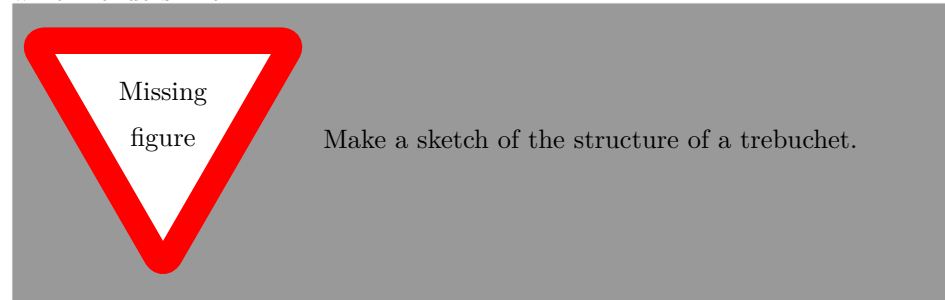 Missing
figure
Make a sketch of the structure of a trebuchet.